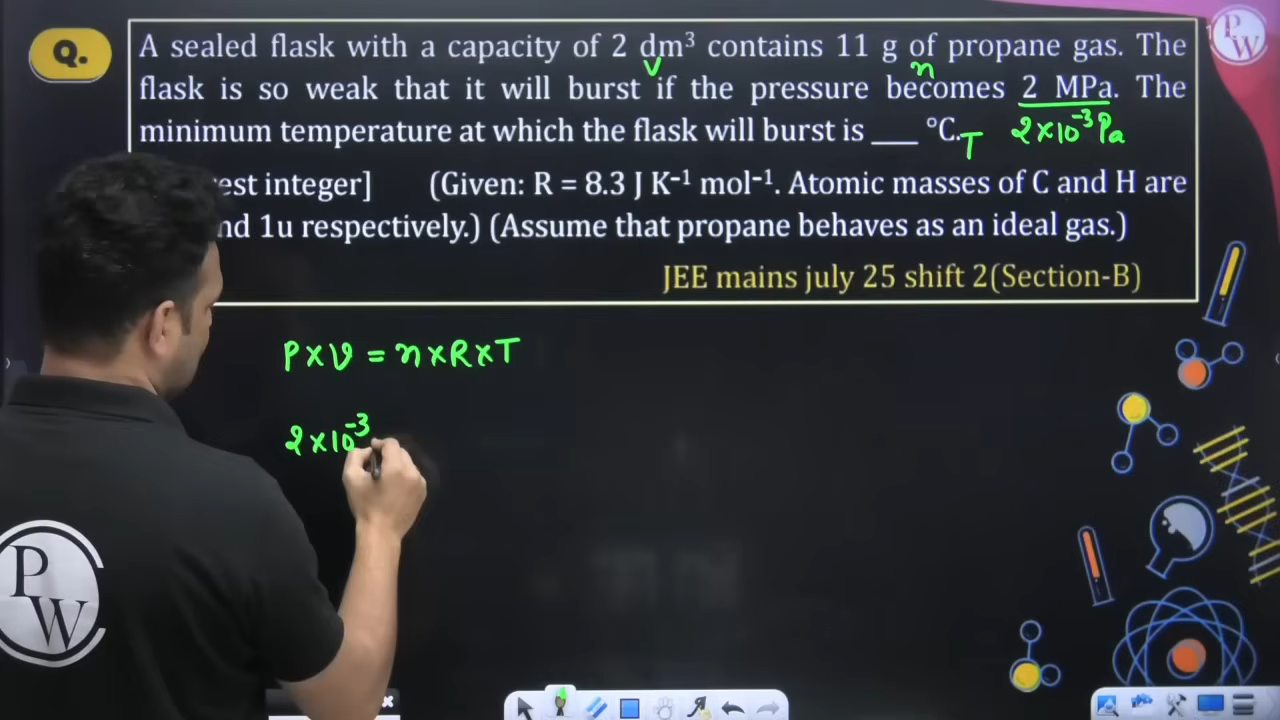 Q.
A sealed flask with a capacity of 2 dm³ contains 11 g of propane gas. The
V n
flask is so weak that it will burst if the pressure becomes 2 MPa. The
minimum temperature at which the flask will burst is ___ °C.
T 2×10⁻³ Pa
est integer] (Given: R = 8.3 J K⁻¹ mol⁻¹. Atomic masses of C and H are
nd 1u respectively.) (Assume that propane behaves as an ideal gas.)
JEE mains july 25 shift 2(Section-B)
P×V = n×R×T
2×10⁻³
P W
P W